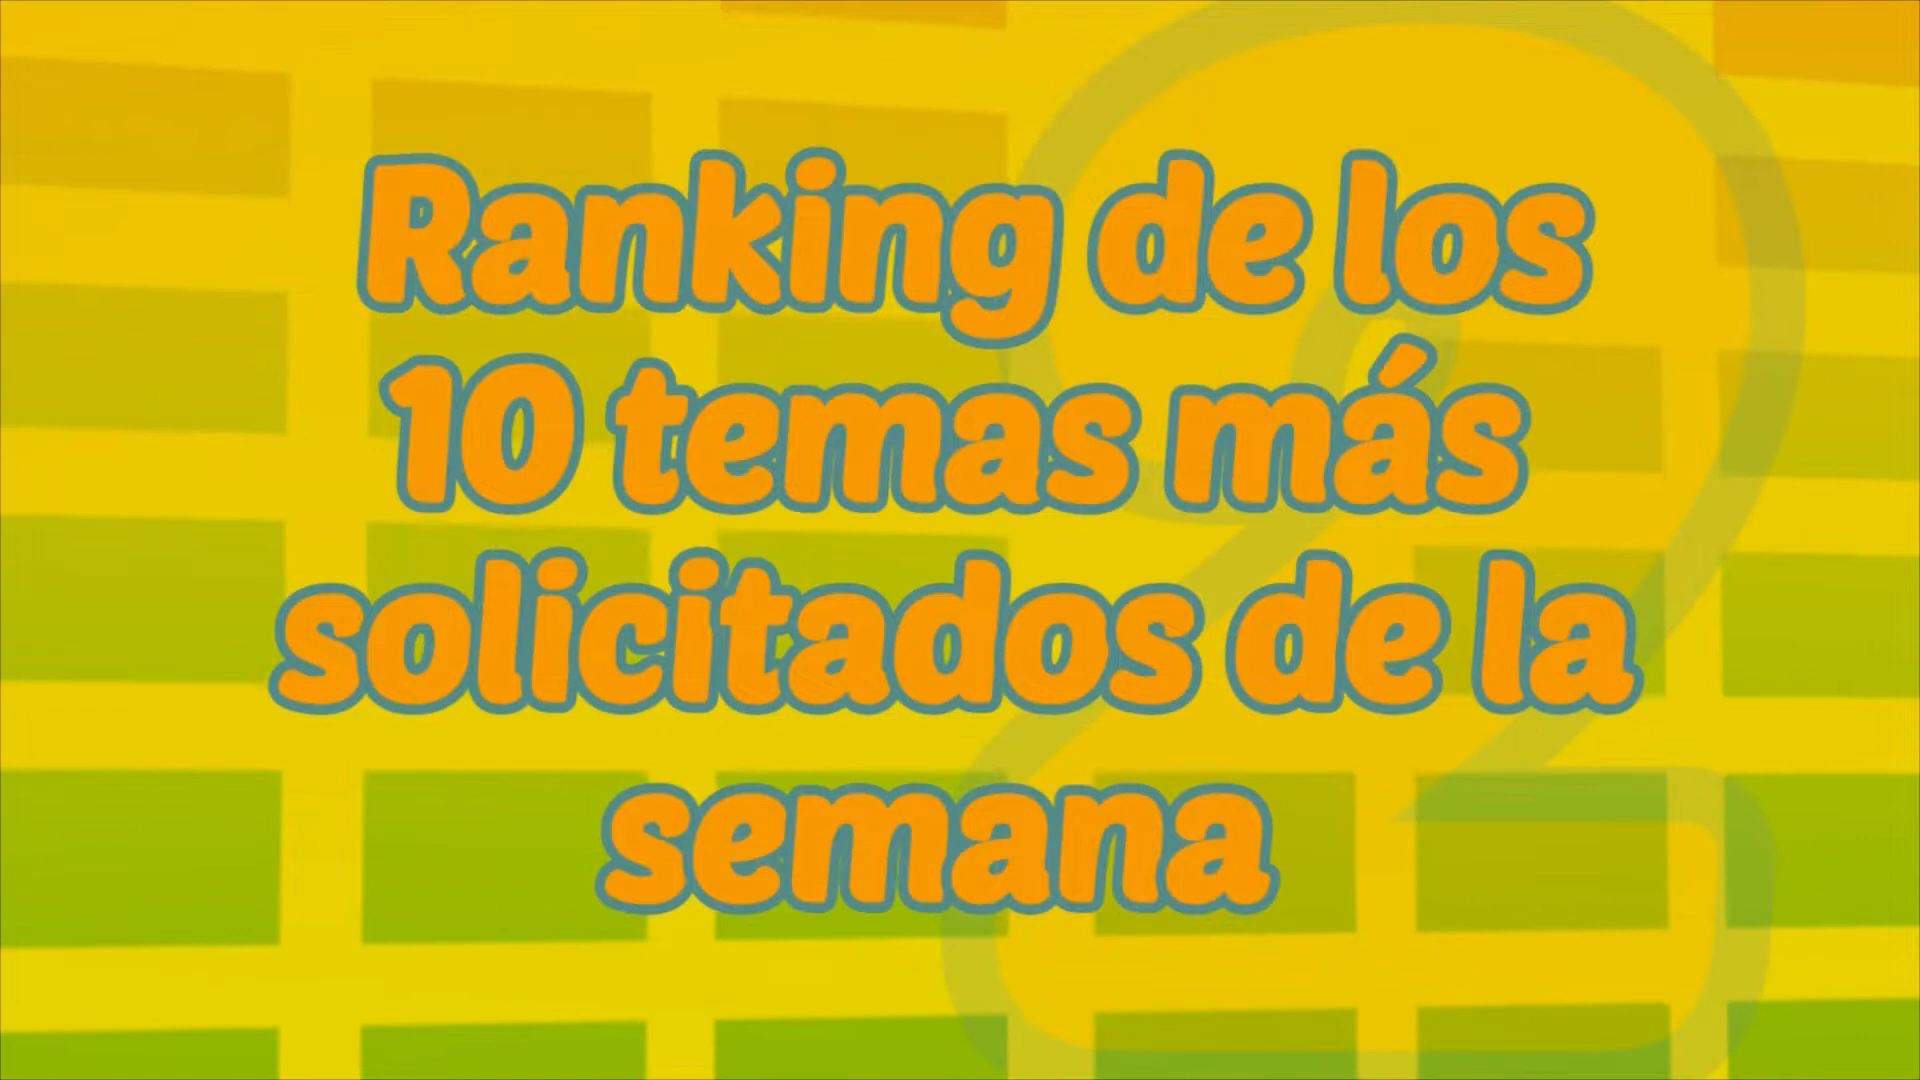 Ranking de los
10 temas más
solicitados de la
semana